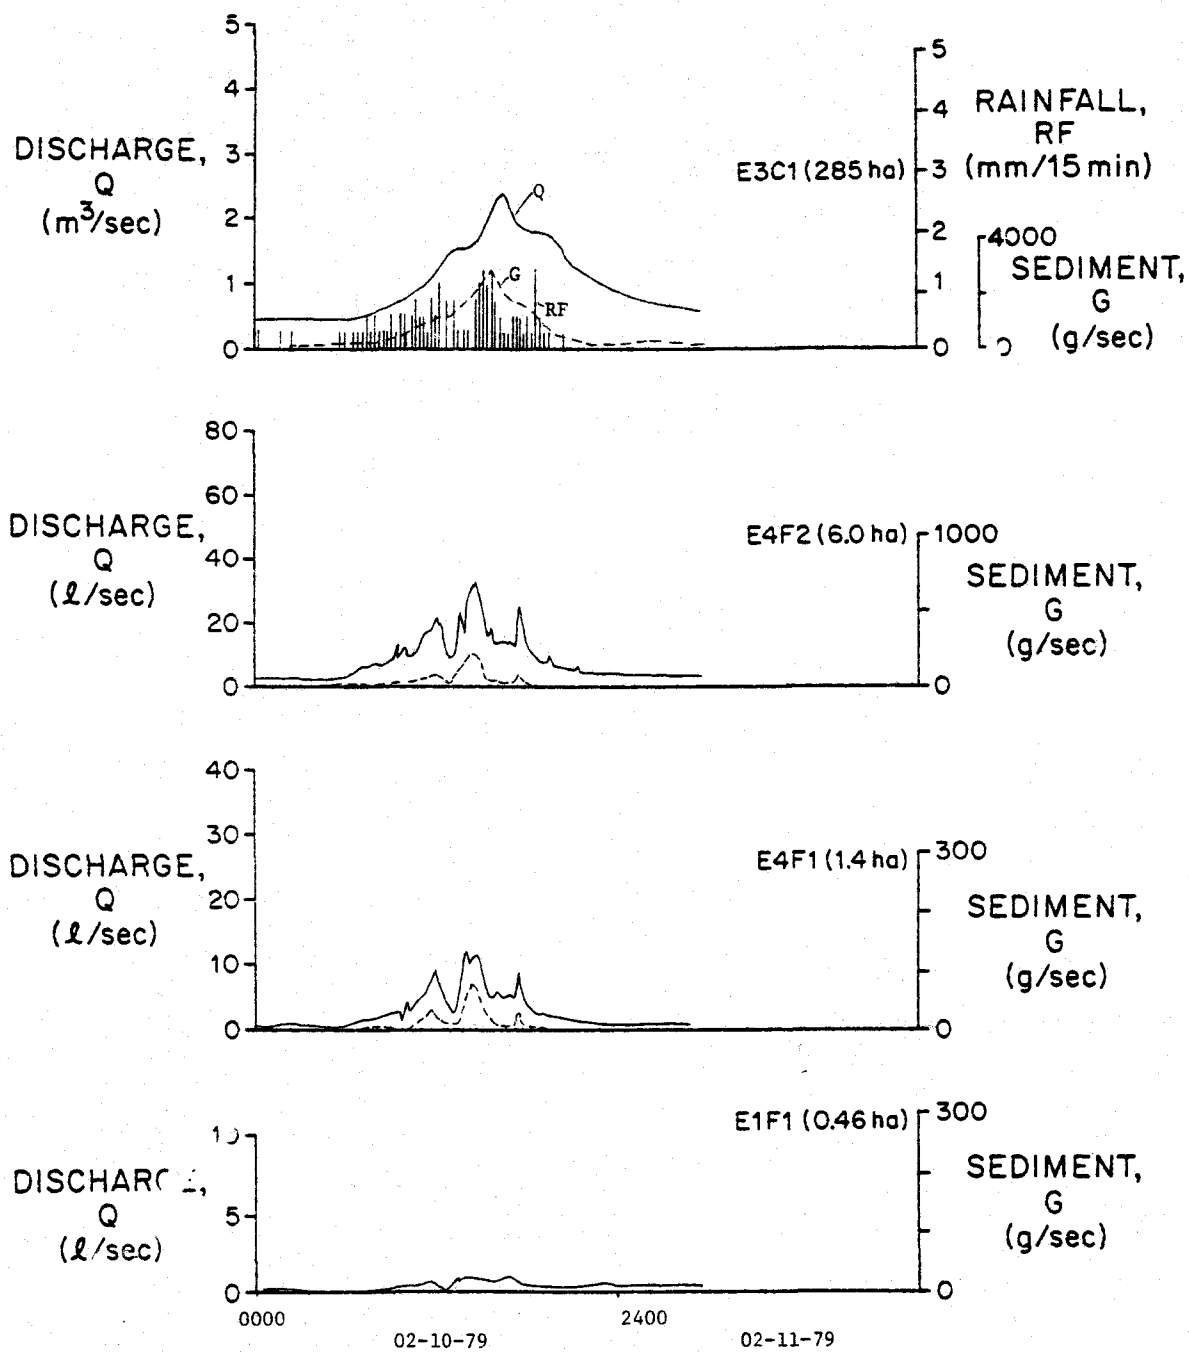 5
4
3
2
1
0
DISCHARGE,
Q
(m³/sec)
Q
G
RF
E3C1 (285 ha)
5
4
3
2
1
0
RAINFALL,
RF
(mm/15 min)
4000
0
SEDIMENT,
G
(g/sec)
80
60
40
20
0
DISCHARGE,
Q
(ℓ/sec)
E4F2 (6.0 ha)
1000
0
SEDIMENT,
G
(g/sec)
40
30
20
10
0
DISCHARGE,
Q
(ℓ/sec)
E4F1 (1.4 ha)
300
0
SEDIMENT,
G
(g/sec)
10
5
0
DISCHARGE,
Q
(ℓ/sec)
E1F1 (0.46 ha)
300
0
SEDIMENT,
G
(g/sec)
0000
2400
02-10-79
02-11-79